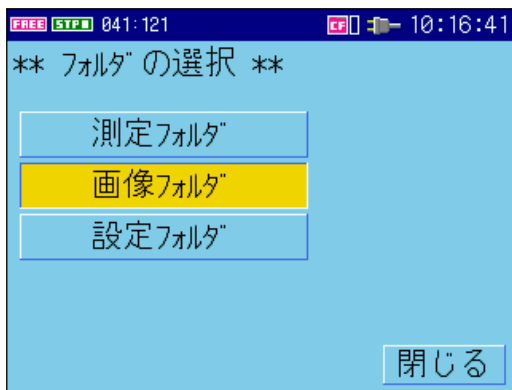 FREE STPD 041:121 CF 10:16:41
** フォルダの選択 **
測定フォルダ
画像フォルダ
設定フォルダ
閉じる